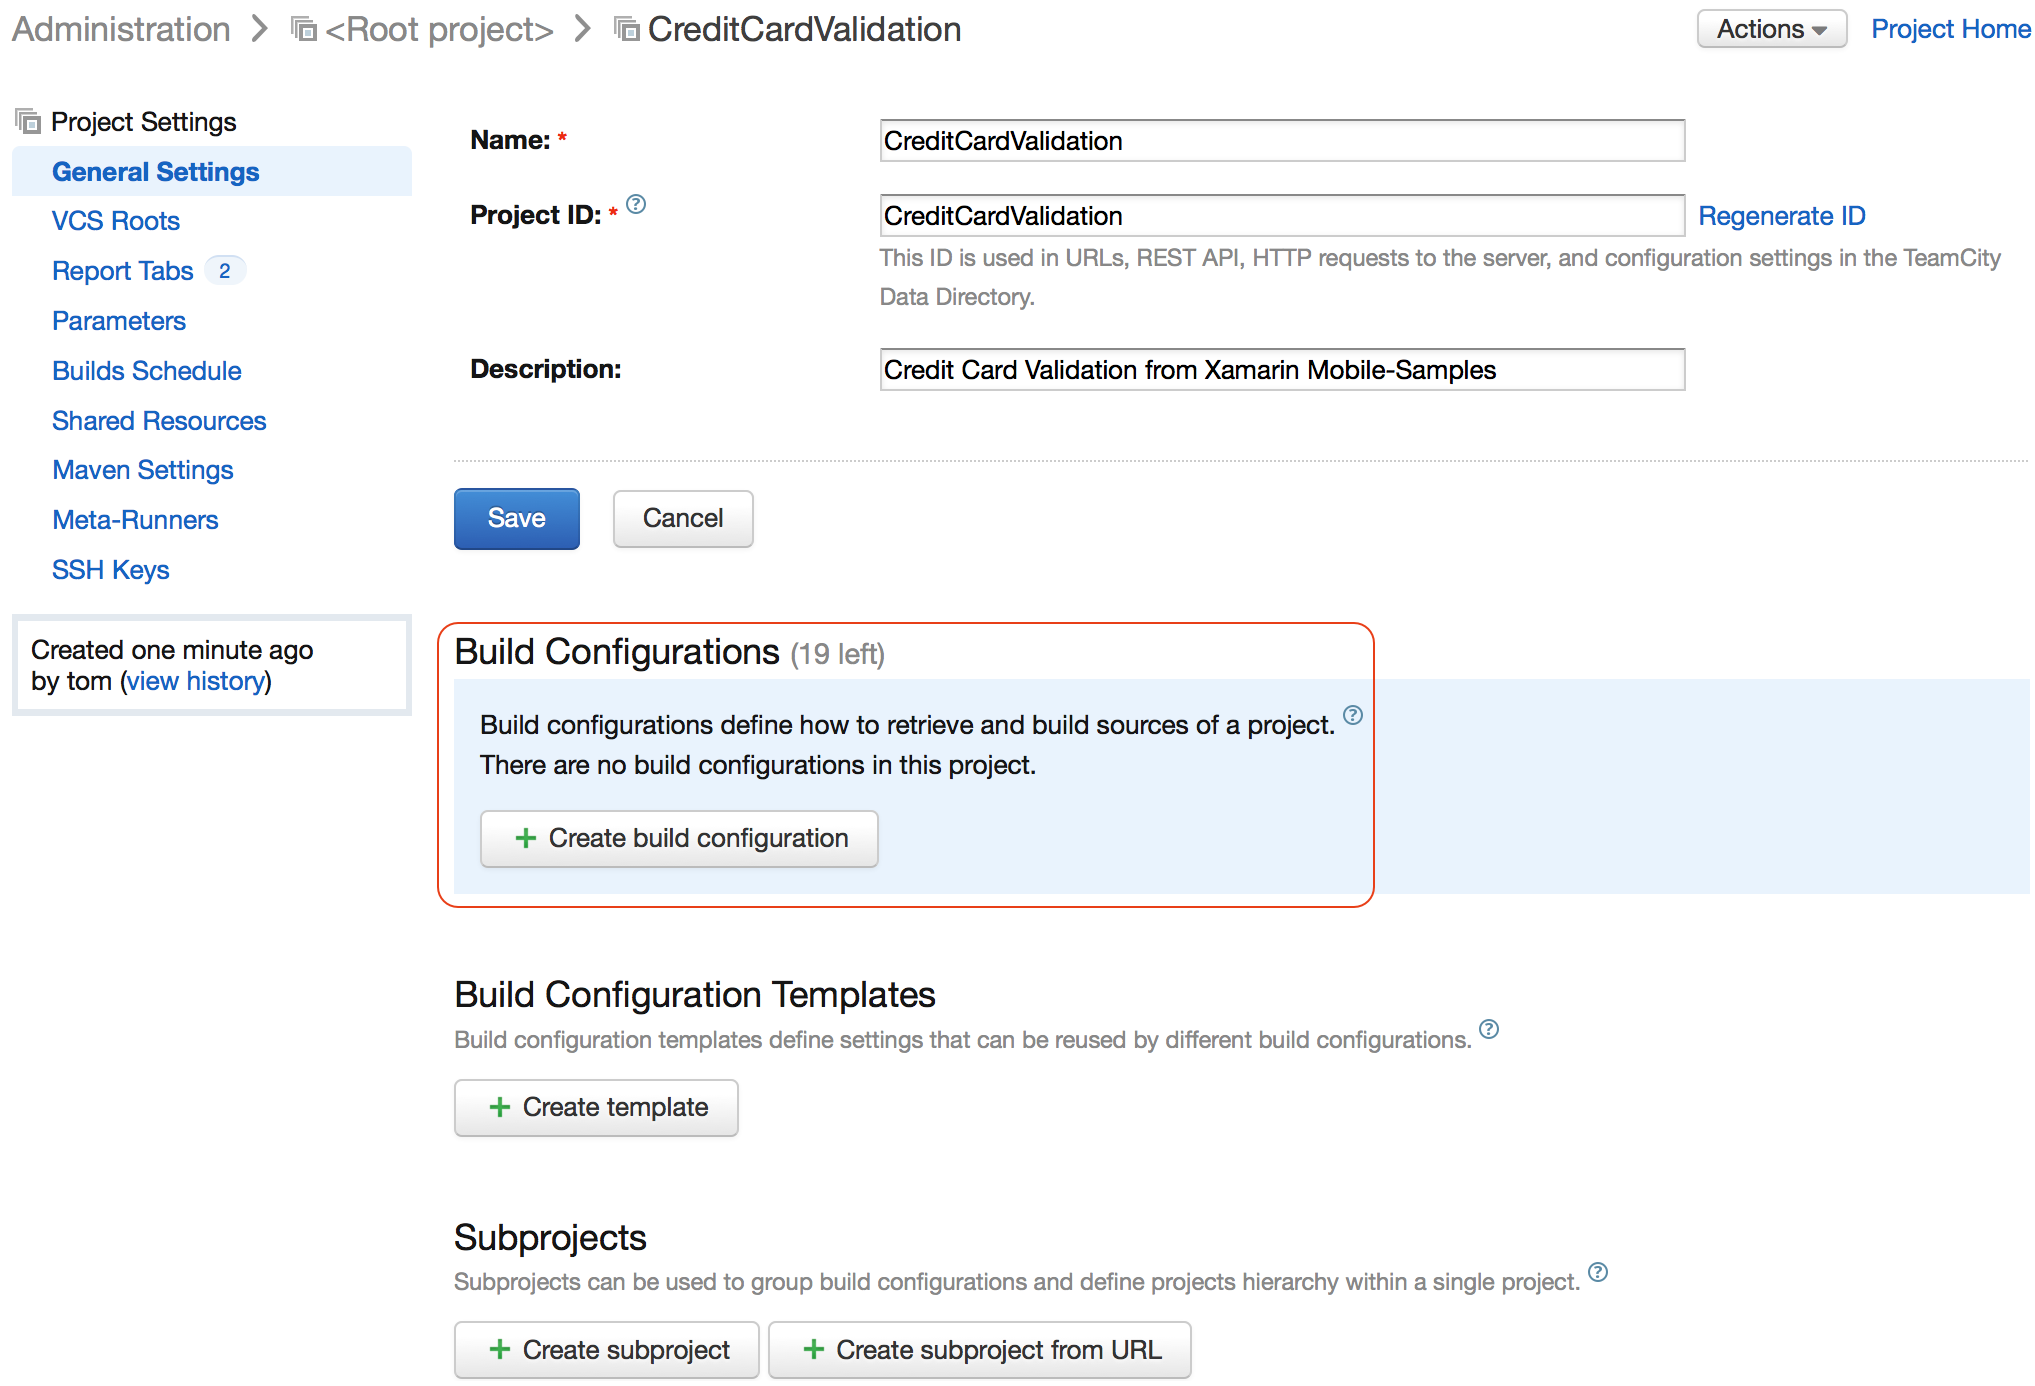 Administration > <Root project> > CreditCardValidation
Actions Project Home
Project Settings
General Settings
VCS Roots
Report Tabs 2
Parameters
Builds Schedule
Shared Resources
Maven Settings
Meta-Runners
SSH Keys
Created one minute ago
by tom (view history)
Name: * CreditCardValidation
Project ID: * ? CreditCardValidation Regenerate ID
This ID is used in URLs, REST API, HTTP requests to the server, and configuration settings in the TeamCity
Data Directory.
Description: Credit Card Validation from Xamarin Mobile-Samples
Save Cancel
Build Configurations (19 left)
Build configurations define how to retrieve and build sources of a project. ?
There are no build configurations in this project.
+ Create build configuration
Build Configuration Templates
Build configuration templates define settings that can be reused by different build configurations. ?
+ Create template
Subprojects
Subprojects can be used to group build configurations and define projects hierarchy within a single project. ?
+ Create subproject + Create subproject from URL